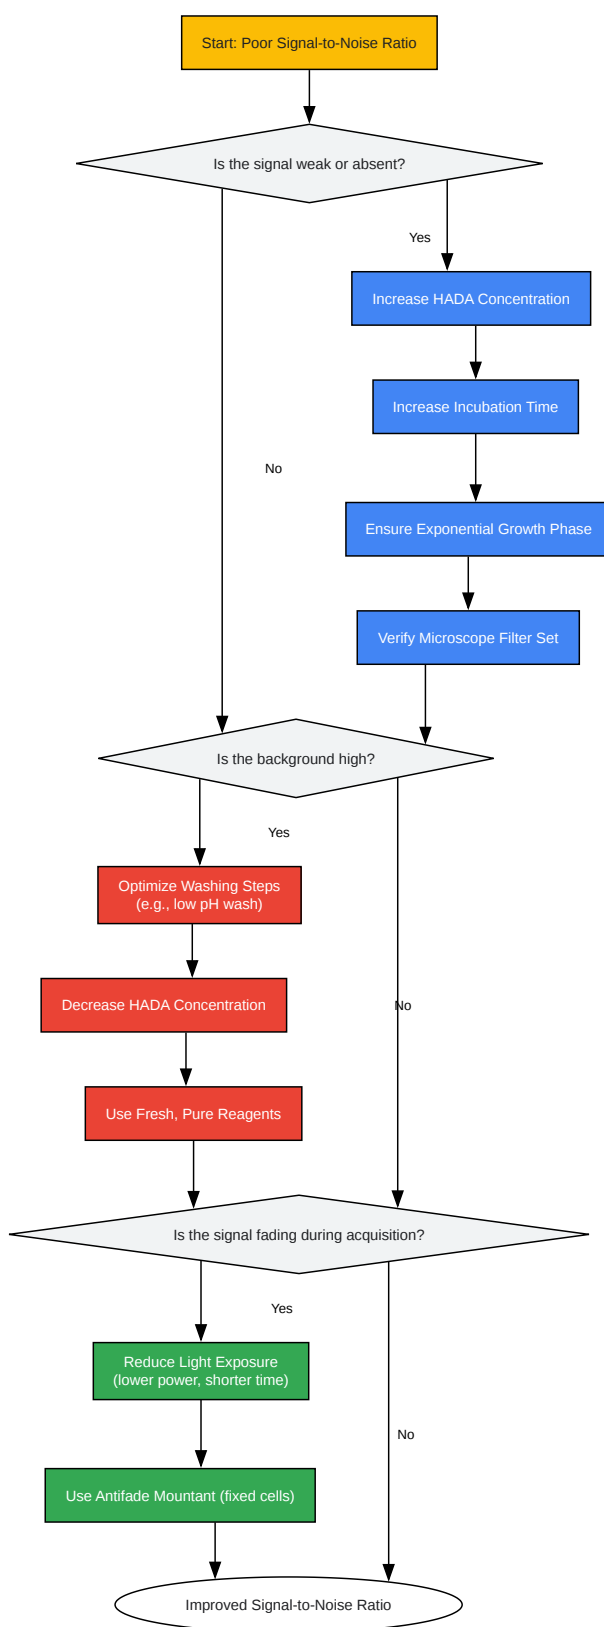 Start: Poor Signal-to-Noise Ratio
Is the signal weak or absent?
Yes
Increase HADA Concentration
Increase Incubation Time
No
Ensure Exponential Growth Phase
Verify Microscope Filter Set
Is the background high?
Yes
Optimize Washing Steps
(e.g., low pH wash)
Decrease HADA Concentration
No
Use Fresh, Pure Reagents
Is the signal fading during acquisition?
Yes
Reduce Light Exposure
(lower power, shorter time)
No
Use Antifade Mountant (fixed cells)
Improved Signal-to-Noise Ratio